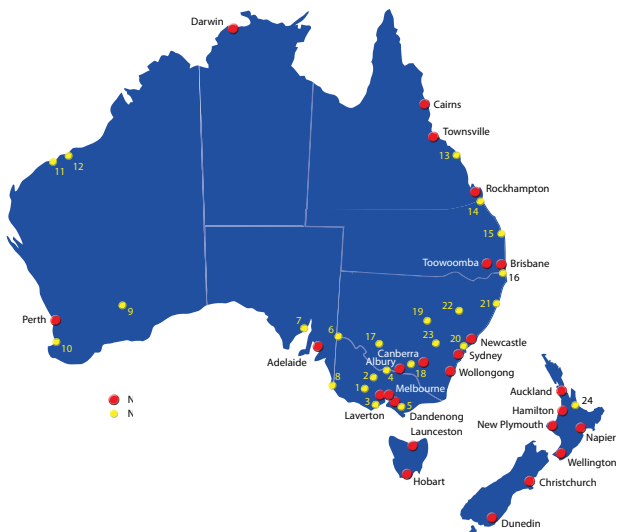 Darwin
Cairns
Townsville
13
11
12
Rockhampton
14
15
Toowoomba
Brisbane
16
9
22
21
Perth
7
6
19
10
17
23
20
Newcastle
Adelaide
Canberra
Sydney
Albury
18
Wollongong
8
2
4
1
Melbourne
Auckland
24
N
3
5
Hamilton
N
Laverton
Dandenong
New Plymouth
Launceston
Napier
Wellington
Hobart
Christchurch
Dunedin